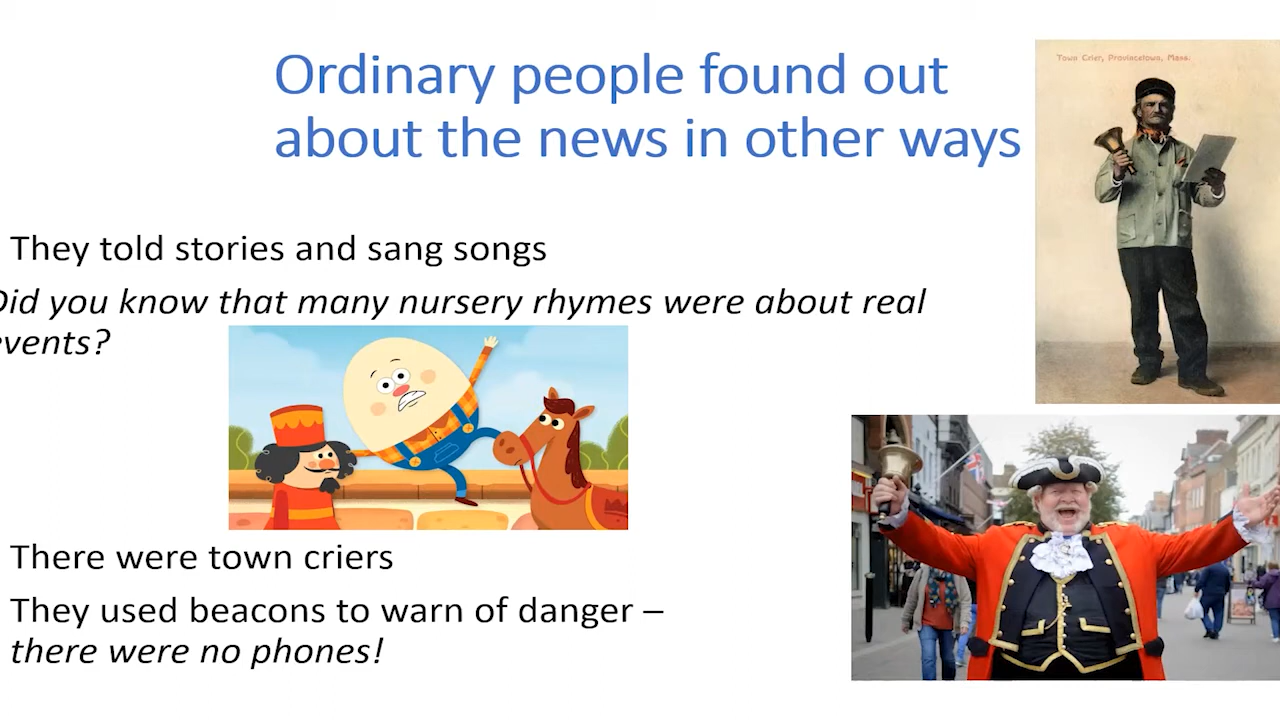 Ordinary people found out
about the news in other ways
Town Crier, Provincetown, Mass.
They told stories and sang songs
Did you know that many nursery rhymes were about real
events?
There were town criers
They used beacons to warn of danger –
there were no phones!